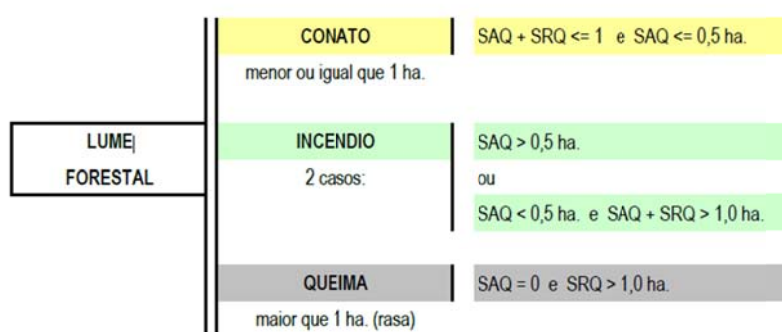 CONATO SAQ + SRQ <= 1 e SAQ <= 0,5 ha.
menor ou igual que 1 ha.
LUME INCENDIO SAQ > 0,5 ha.
FORESTAL 2 casos: ou
SAQ < 0,5 ha. e SAQ + SRQ > 1,0 ha.
QUEIMA SAQ = 0 e SRQ > 1,0 ha.
maior que 1 ha. (rasa)